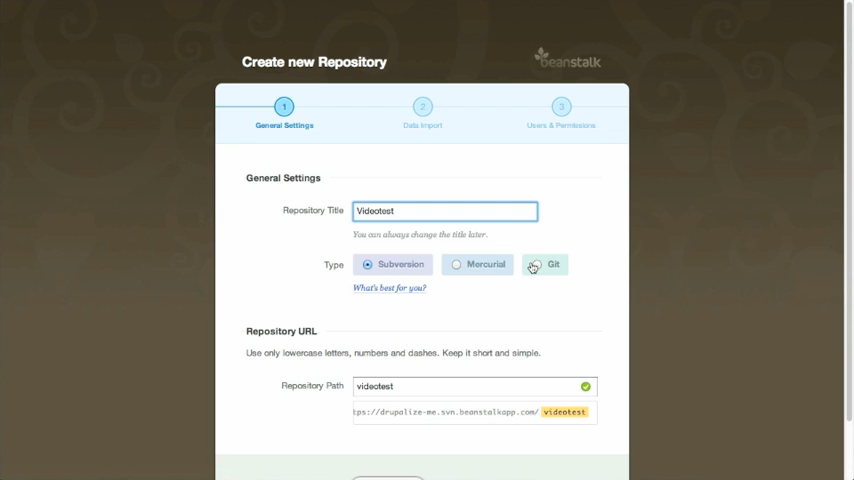 Create new Repository
beanstalk
1
2
3
General Settings
Data Import
Users & Permissions
General Settings
Repository Title
Videotest
You can always change the title later.
Type
Subversion
Mercurial
Git
What's best for you?
Repository URL
Use only lowercase letters, numbers and dashes. Keep it short and simple.
Repository Path
videotest
tps://drupalize-me.svn.beanstalkapp.com/videotest